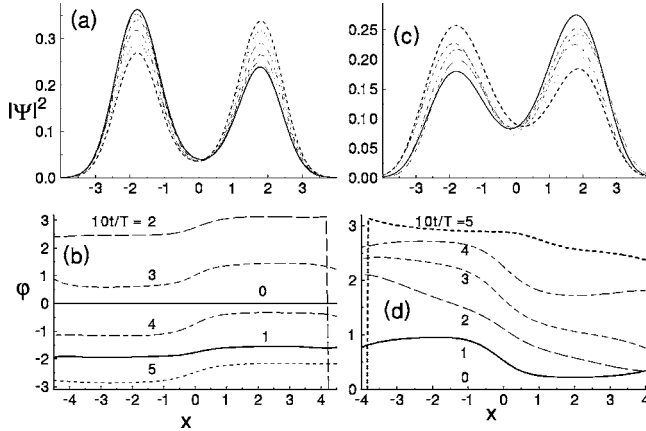 (a)
(c)
0.3
0.2
0.1
0.0
|Ψ|²
-3 -2 -1 0 1 2 3
0.25
0.20
0.15
0.10
0.05
0.00
-3 -2 -1 0 1 2 3
(b)
10t/T = 2
3
0
4
1
5
3
2
1
0
-1
-2
-3
φ
-4 -3 -2 -1 0 1 2 3 4
x
(d)
10t/T=5
4
3
2
1
0
3
2
1
0
-4 -3 -2 -1 0 1 2 3 4
x